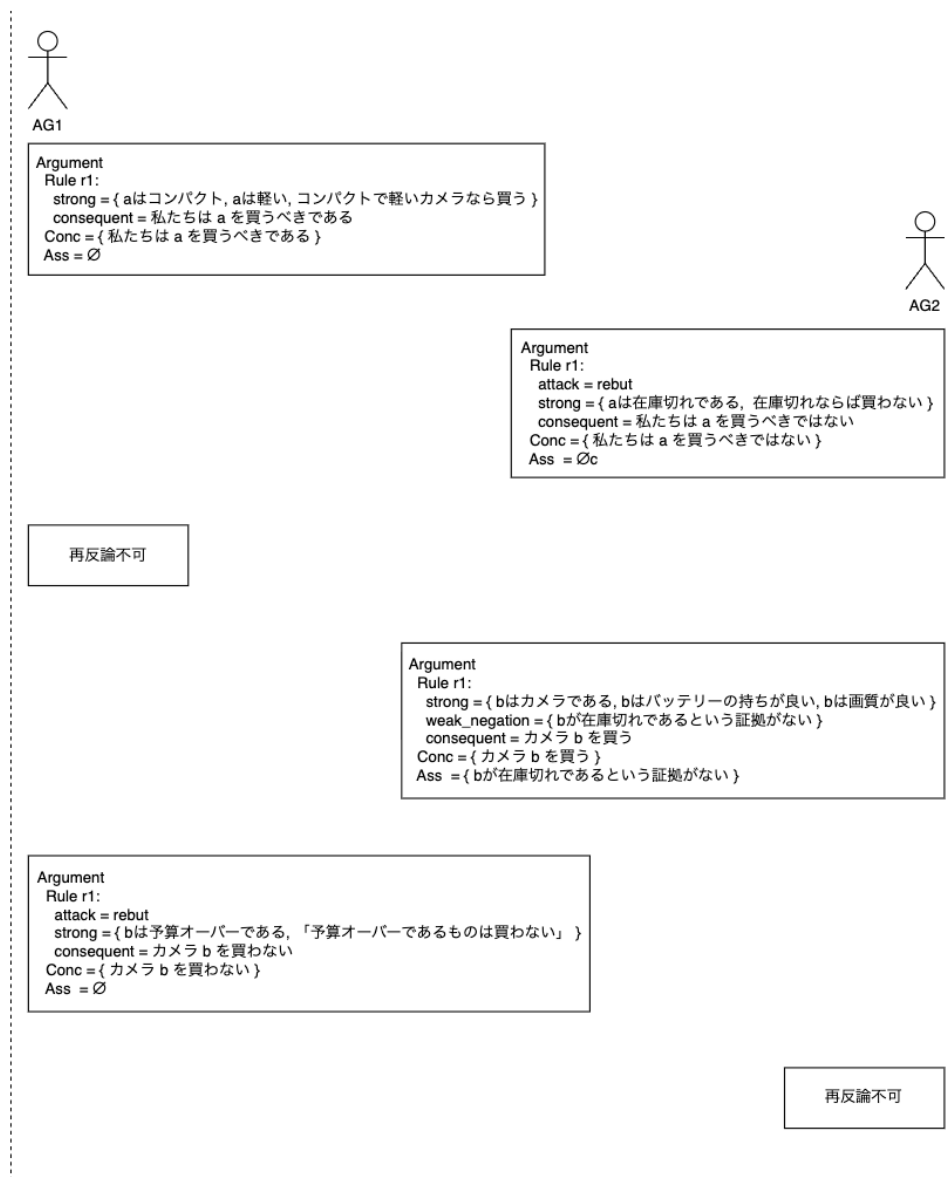 AG1
Argument
Rule r1:
strong = { aはコンパクト, aは軽い, コンパクトで軽いカメラなら買う }
consequent = 私たちは a を買うべきである
Conc = { 私たちは a を買うべきである }
Ass = ∅
AG2
Argument
Rule r1:
attack = rebut
strong = { aは在庫切れである, 在庫切れならば買わない }
consequent = 私たちは a を買うべきではない
Conc = { 私たちは a を買うべきではない }
Ass = ∅c
再反論不可
Argument
Rule r1:
strong = { bはカメラである, bはバッテリーの持ちが良い, bは画質が良い }
weak_negation = { bが在庫切れであるという証拠がない }
consequent = カメラ b を買う
Conc = { カメラ b を買う }
Ass = { bが在庫切れであるという証拠がない }
Argument
Rule r1:
attack = rebut
strong = { bは予算オーバーである, 「予算オーバーであるものは買わない」 }
consequent = カメラ b を買わない
Conc = { カメラ b を買わない }
Ass = ∅
再反論不可